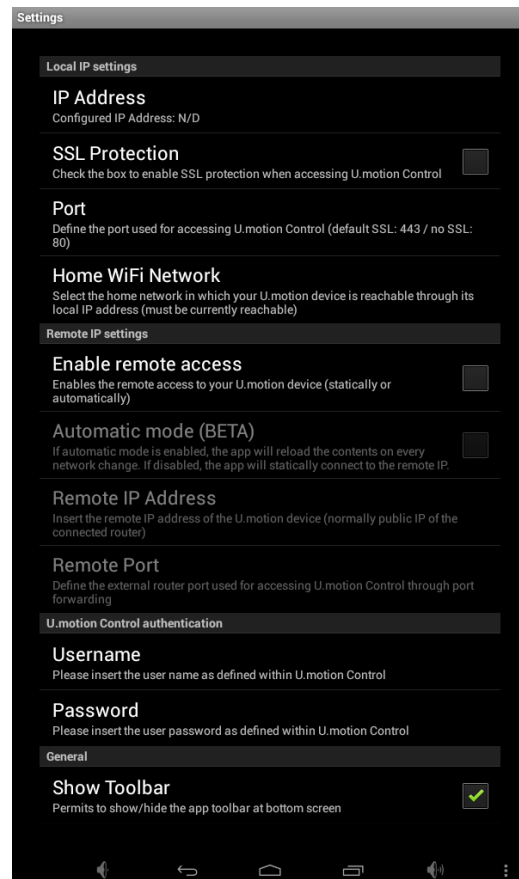 Settings
Local IP settings
IP Address
Configured IP Address: N/D
SSL Protection
Check the box to enable SSL protection when accessing U.motion Control
Port
Define the port used for accessing U.motion Control (default SSL: 443 / no SSL:
80)
Home WiFi Network
Select the home network in which your U.motion device is reachable through its
local IP address (must be currently reachable)
Remote IP settings
Enable remote access
Enables the remote access to your U.motion device (statically or
automatically)
Automatic mode (BETA)
If automatic mode is enabled, the app will reload the contents on every
network change. If disabled, the app will statically connect to the remote IP.
Remote IP Address
Insert the remote IP address of the U.motion device (normally public IP of the
connected router)
Remote Port
Define the external router port used for accessing U.motion Control through port
forwarding
U.motion Control authentication
Username
Please insert the user name as defined within U.motion Control
Password
Please insert the user password as defined within U.motion Control
General
Show Toolbar
Permits to show/hide the app toolbar at bottom screen